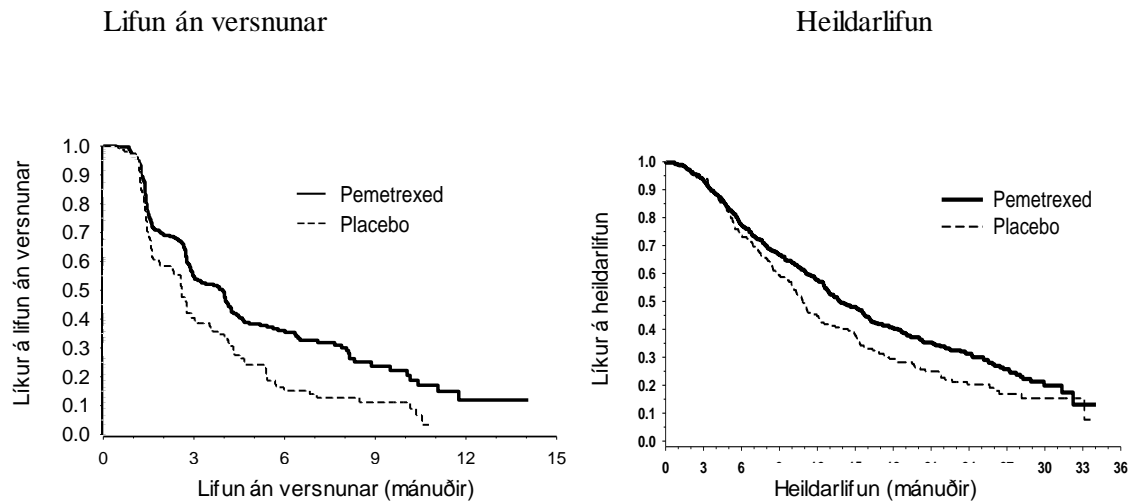 Lifun án versnunar
Heildarlifun
Líkur á lifun án versnunar
1.0
0.9
0.8
0.7
0.6
0.5
0.4
0.3
0.2
0.1
0.0
Pemetrexed
Placebo
0 3 6 9 12 15
Lifun án versnunar (mánuðir)
Líkur á heildarlifun
1.0
0.9
0.8
0.7
0.6
0.5
0.4
0.3
0.2
0.1
0.0
Pemetrexed
Placebo
0 3 6 30 33 36
Heildarlifun (mánuðir)